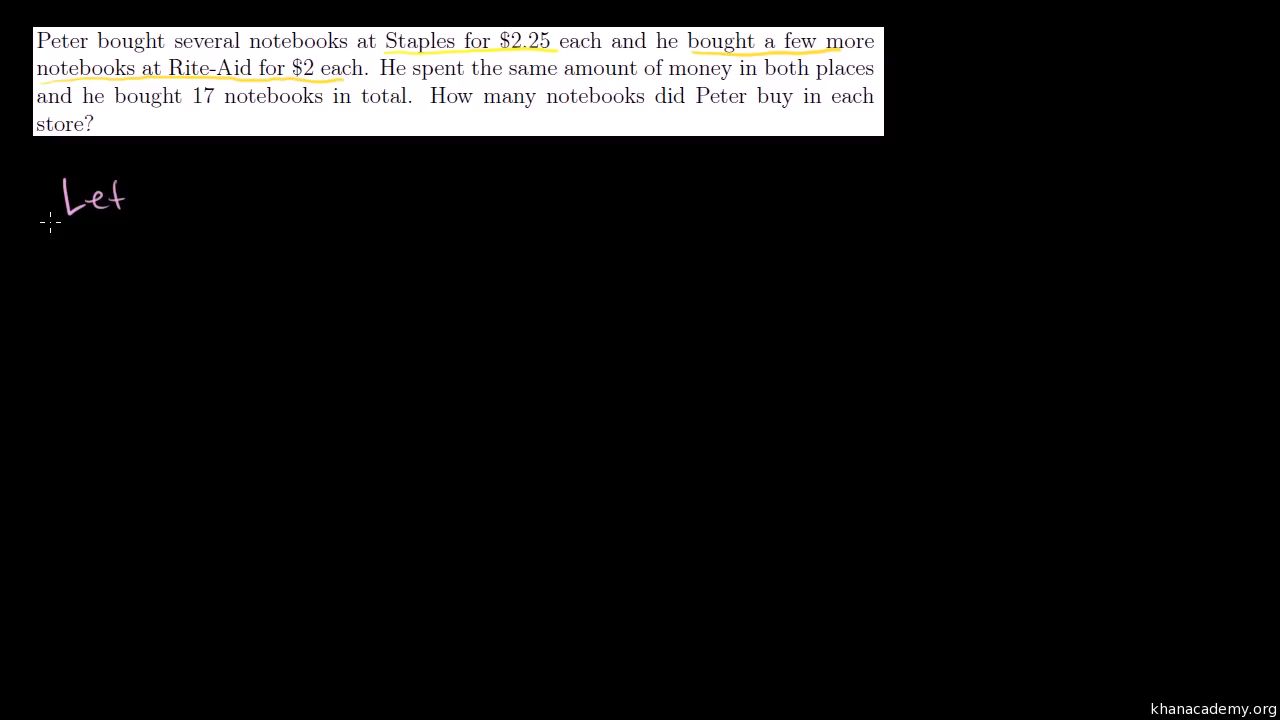 Peter bought several notebooks at Staples for $2.25 each and he bought a few more
notebooks at Rite-Aid for $2 each. He spent the same amount of money in both places
and he bought 17 notebooks in total. How many notebooks did Peter buy in each
store?
Let
khanacademy.org